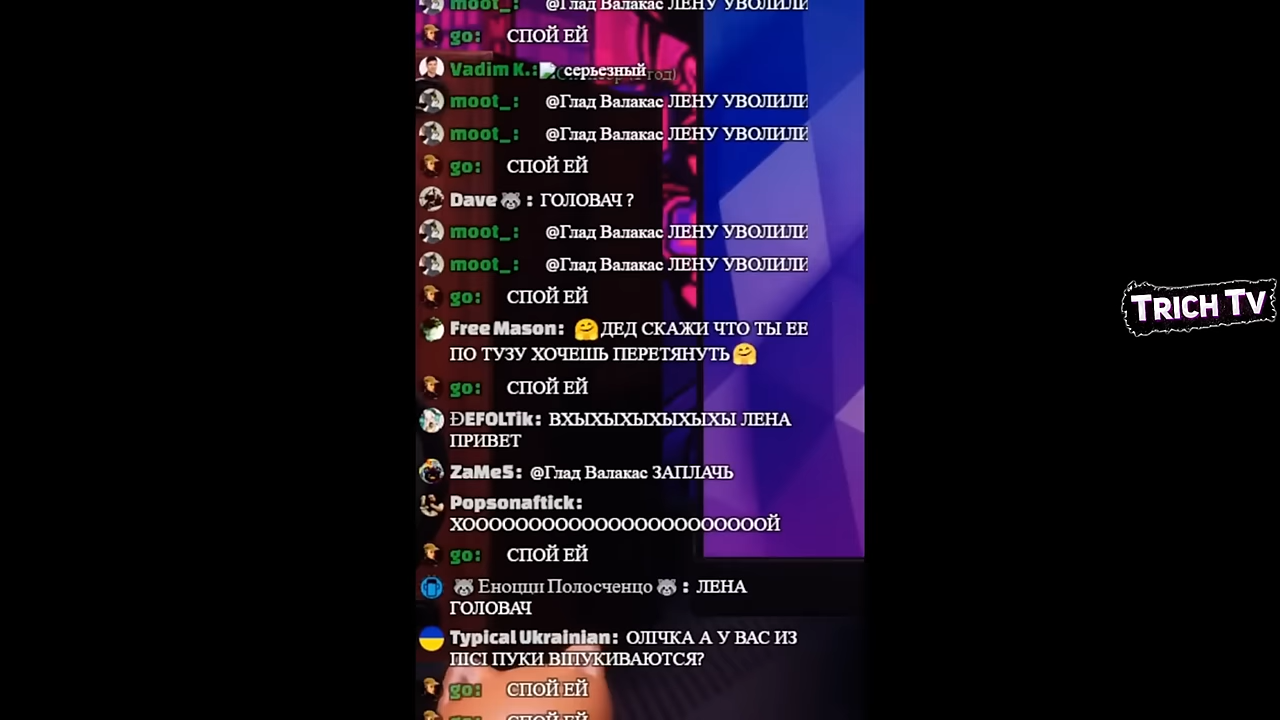 moot_: @Глад Валакас ЛЕНУ УВОЛИЛИ
go: СПОЙ ЕЙ
Vadim K.: серьезный
moot_: @Глад Валакас ЛЕНУ УВОЛИЛИ
moot_: @Глад Валакас ЛЕНУ УВОЛИЛИ
go: СПОЙ ЕЙ
Dave🐼: ГОЛОВАЧ ?
moot_: @Глад Валакас ЛЕНУ УВОЛИЛИ
moot_: @Глад Валакас ЛЕНУ УВОЛИЛИ
go: СПОЙ ЕЙ
Free Mason: 🤗ДЕД СКАЖИ ЧТО ТЫ ЕЕ
ПО ТУЗУ ХОЧЕШЬ ПЕРЕТЯНУТЬ🤗
go: СПОЙ ЕЙ
ĐEFOLTik: ВХЫХЫХЫХЫХЫХЫ ЛЕНА
ПРИВЕТ
ZaMeS: @Глад Валакас ЗАПЛАЧЬ
Popsonaftick:
ХОООООООООООООООООООООООЙ
go: СПОЙ ЕЙ
🐼 Еноцци Полосченцо 🐼: ЛЕНА
ГОЛОВАЧ
Typical Ukrainian: ОЛІЧКА А У ВАС ИЗ
ПІСІ ПУКИ ВІПУКИВАЮТСЯ?
go: СПОЙ ЕЙ
СПОЙ ЕЙ
TRICH TV